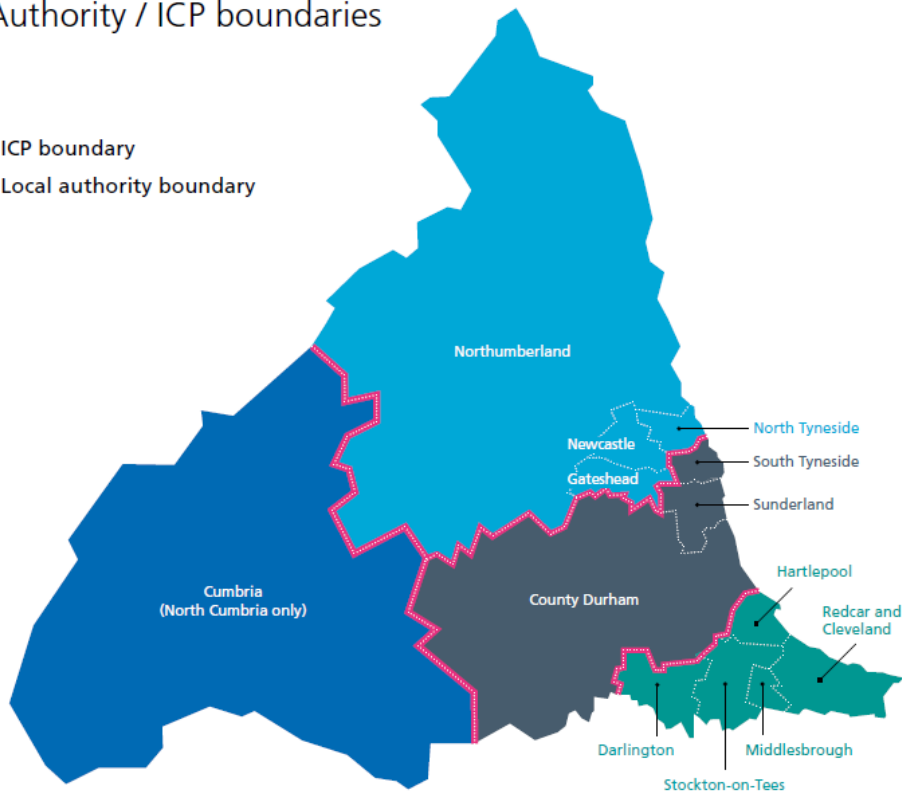 Authority / ICP boundaries
ICP boundary
Local authority boundary
Northumberland
North Tyneside
Newcastle
South Tyneside
Gateshead
Sunderland
Hartlepool
Cumbria
(North Cumbria only)
County Durham
Redcar and
Cleveland
Darlington
Middlesbrough
Stockton-on-Tees